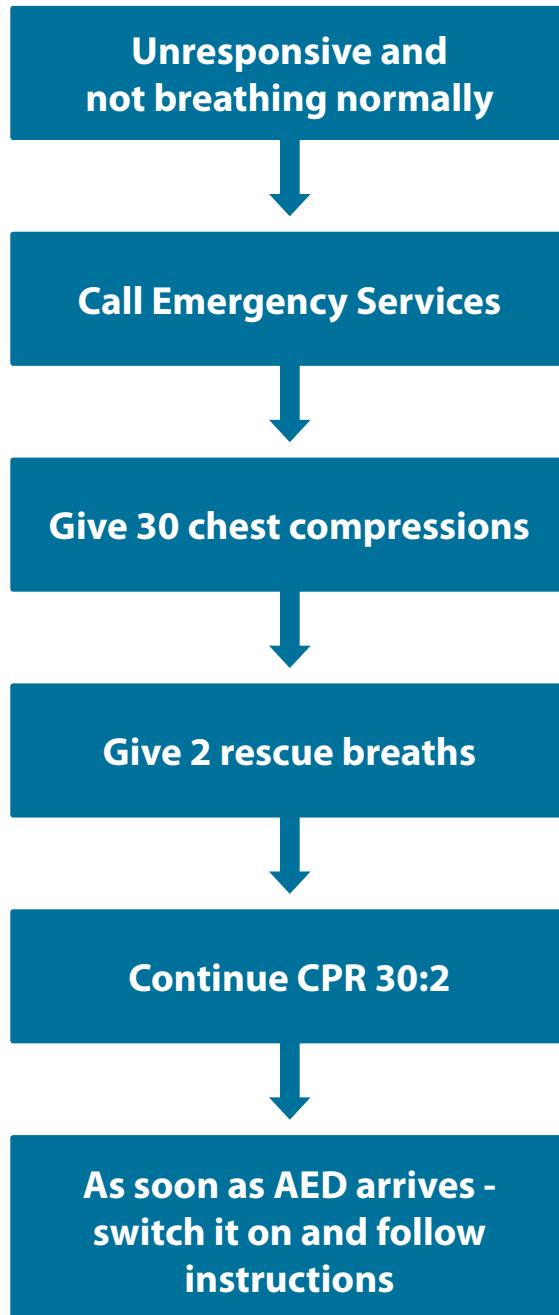 Unresponsive and
not breathing normally
Call Emergency Services
Give 30 chest compressions
Give 2 rescue breaths
Continue CPR 30:2
As soon as AED arrives -
switch it on and follow
instructions